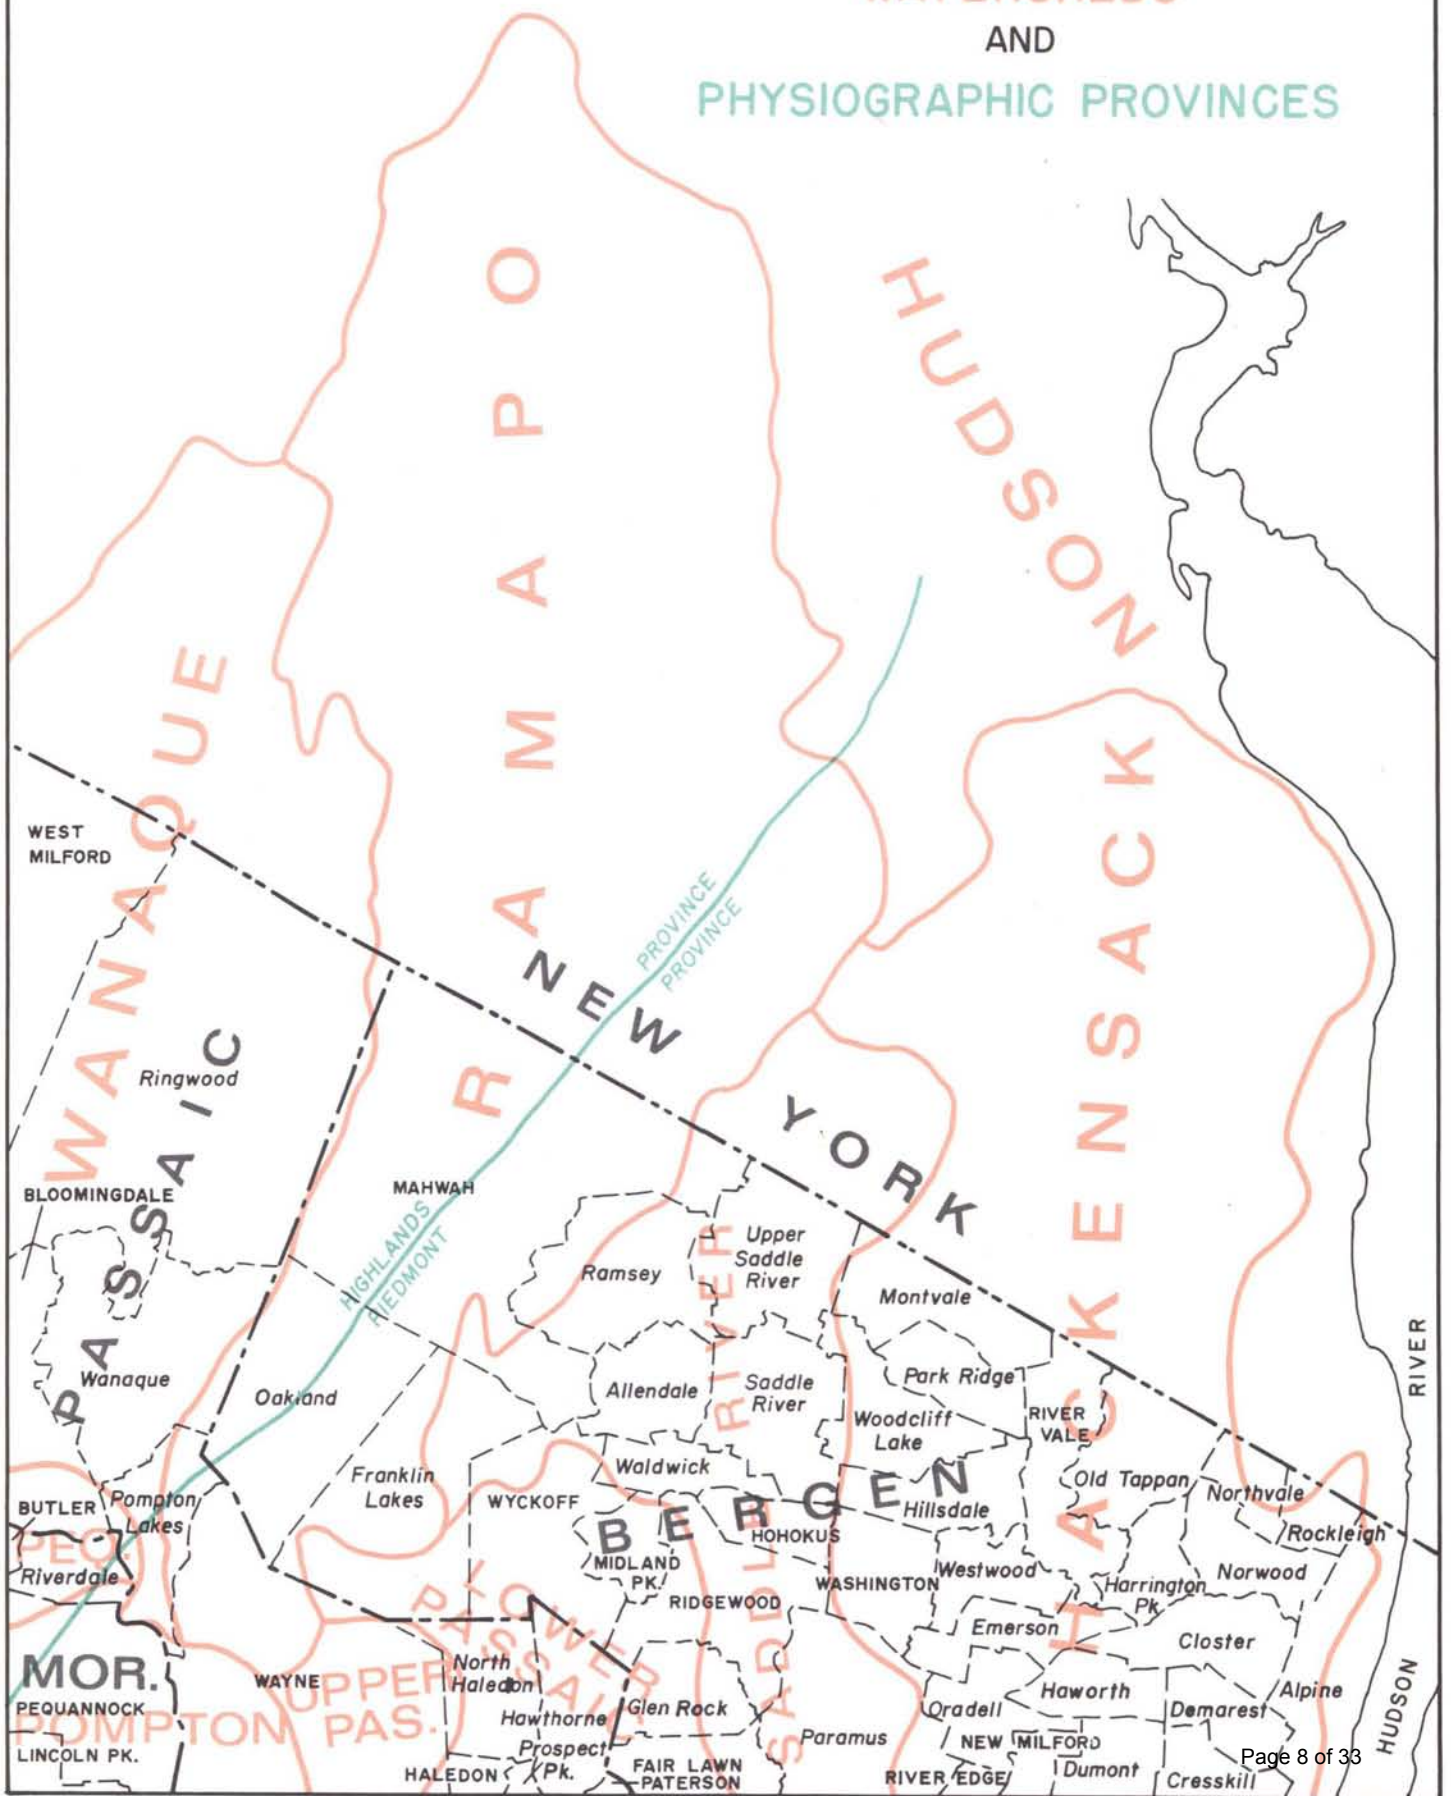 AND
PHYSIOGRAPHIC PROVINCES
RAMAPO
HUDSON
WANAQUE
HACKENSACK
WEST
MILFORD
PROVINCE
PROVINCE
NEW YORK
PASSAIC
Ringwood
BLOOMINGDALE
MAHWAH
HIGHLANDS
PIEDMONT
Ramsey
Upper
Saddle
River
Montvale
SADDLE RIVER
Wanaque
Oakland
Allendale
Saddle
River
Park Ridge
Woodcliff
Lake
RIVER
VALE
Franklin
Lakes
WYCKOFF
Waldwick
BERGEN
Hillsdale
Old Tappan
Northvale
Rockleigh
BUTLER
Pompton
Lakes
PEQ.
Riverdale
MIDLAND
PK.
HOHOKUS
RIDGEWOOD
WASHINGTON
Westwood
Harrington
Pk
Norwood
Emerson
Closter
LOWER
PASSAIC
MOR.
PEQUANNOCK
POMPTON
LINCOLN PK.
WAYNE
UPPER
PAS.
North
Haledon
Hawthorne
Prospect
Pk.
HALEDON
Glen Rock
FAIR LAWN
PATERSON
Paramus
Oradell
Haworth
Demarest
Alpine
NEW MILFORD
RIVER EDGE
Dumont
Cresskill
HUDSON RIVER
Page 8 of 33